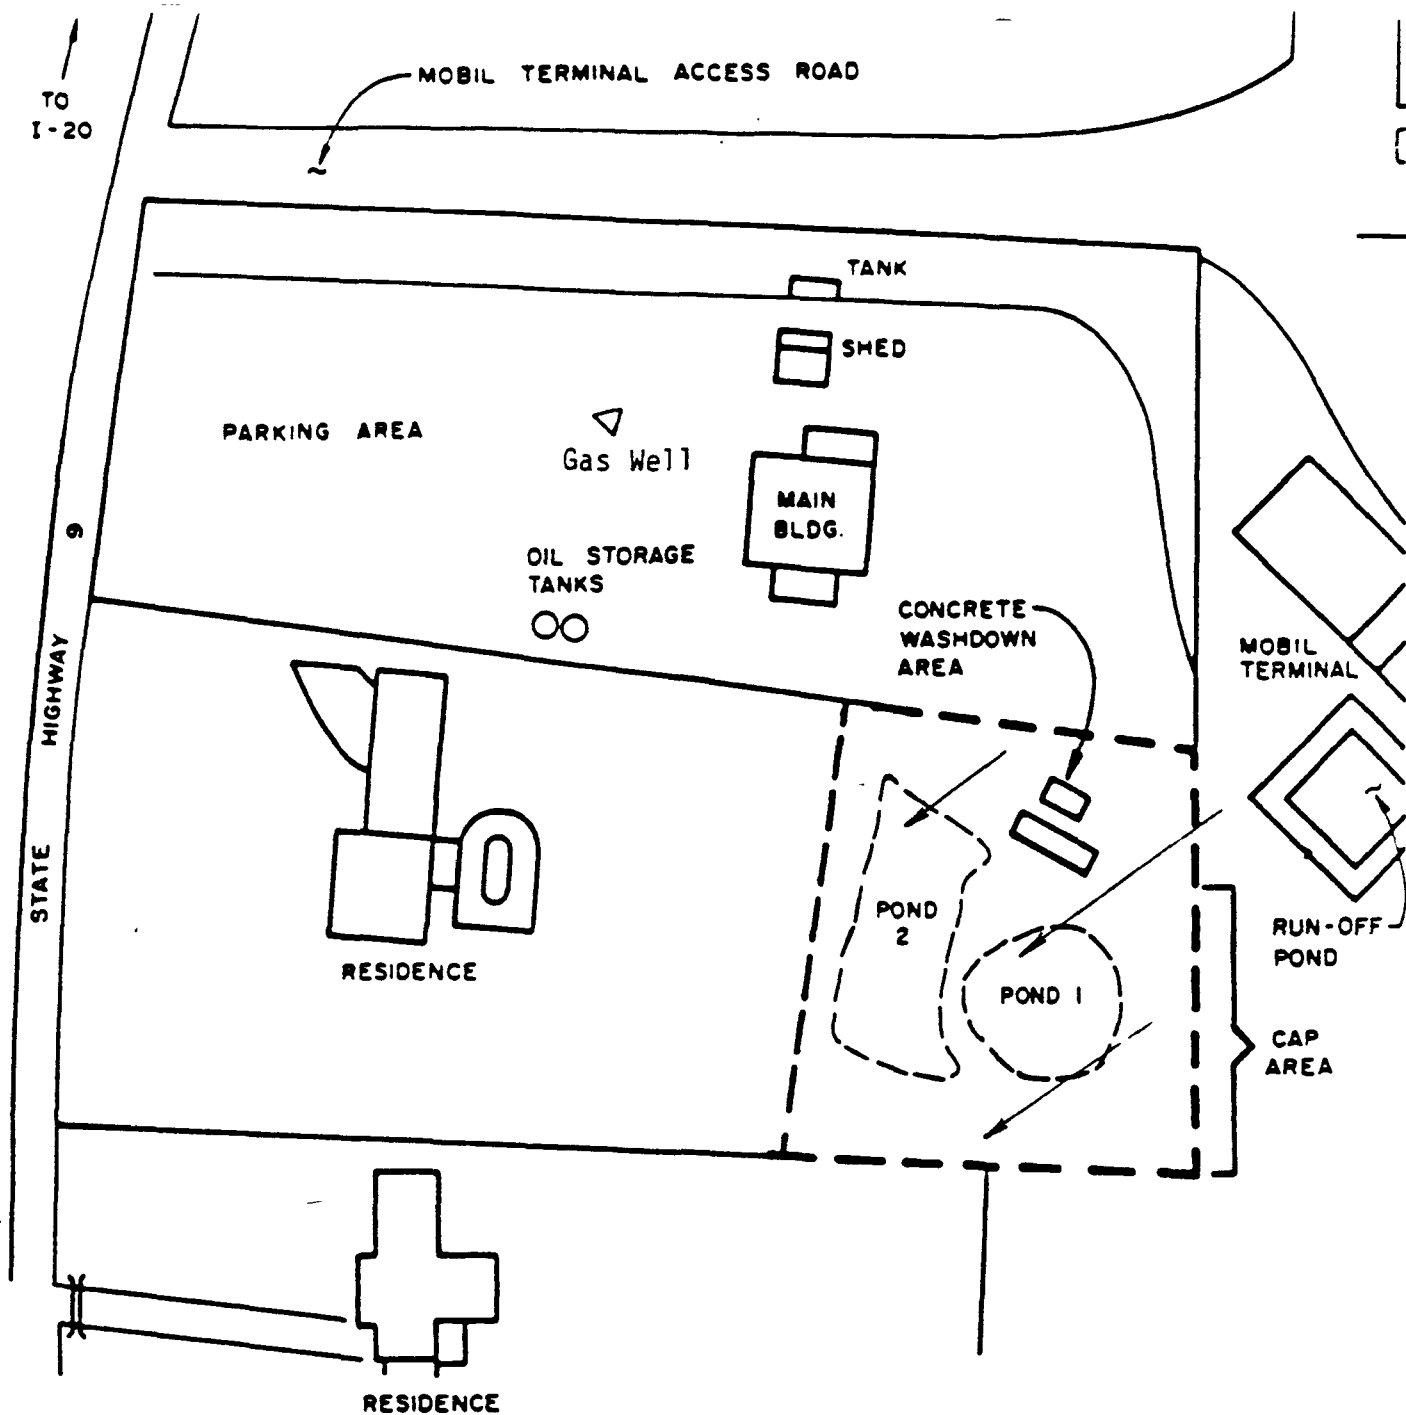 MOBIL TERMINAL ACCESS ROAD
TO
I-20
TANK
SHED
PARKING AREA
Gas Well
MAIN
BLDG.
OIL STORAGE
TANKS
CONCRETE
WASHDOWN
AREA
MOBIL
TERMINAL
STATE HIGHWAY 9
POND
2
RUN-OFF
POND
RESIDENCE
POND 1
CAP
AREA
RESIDENCE